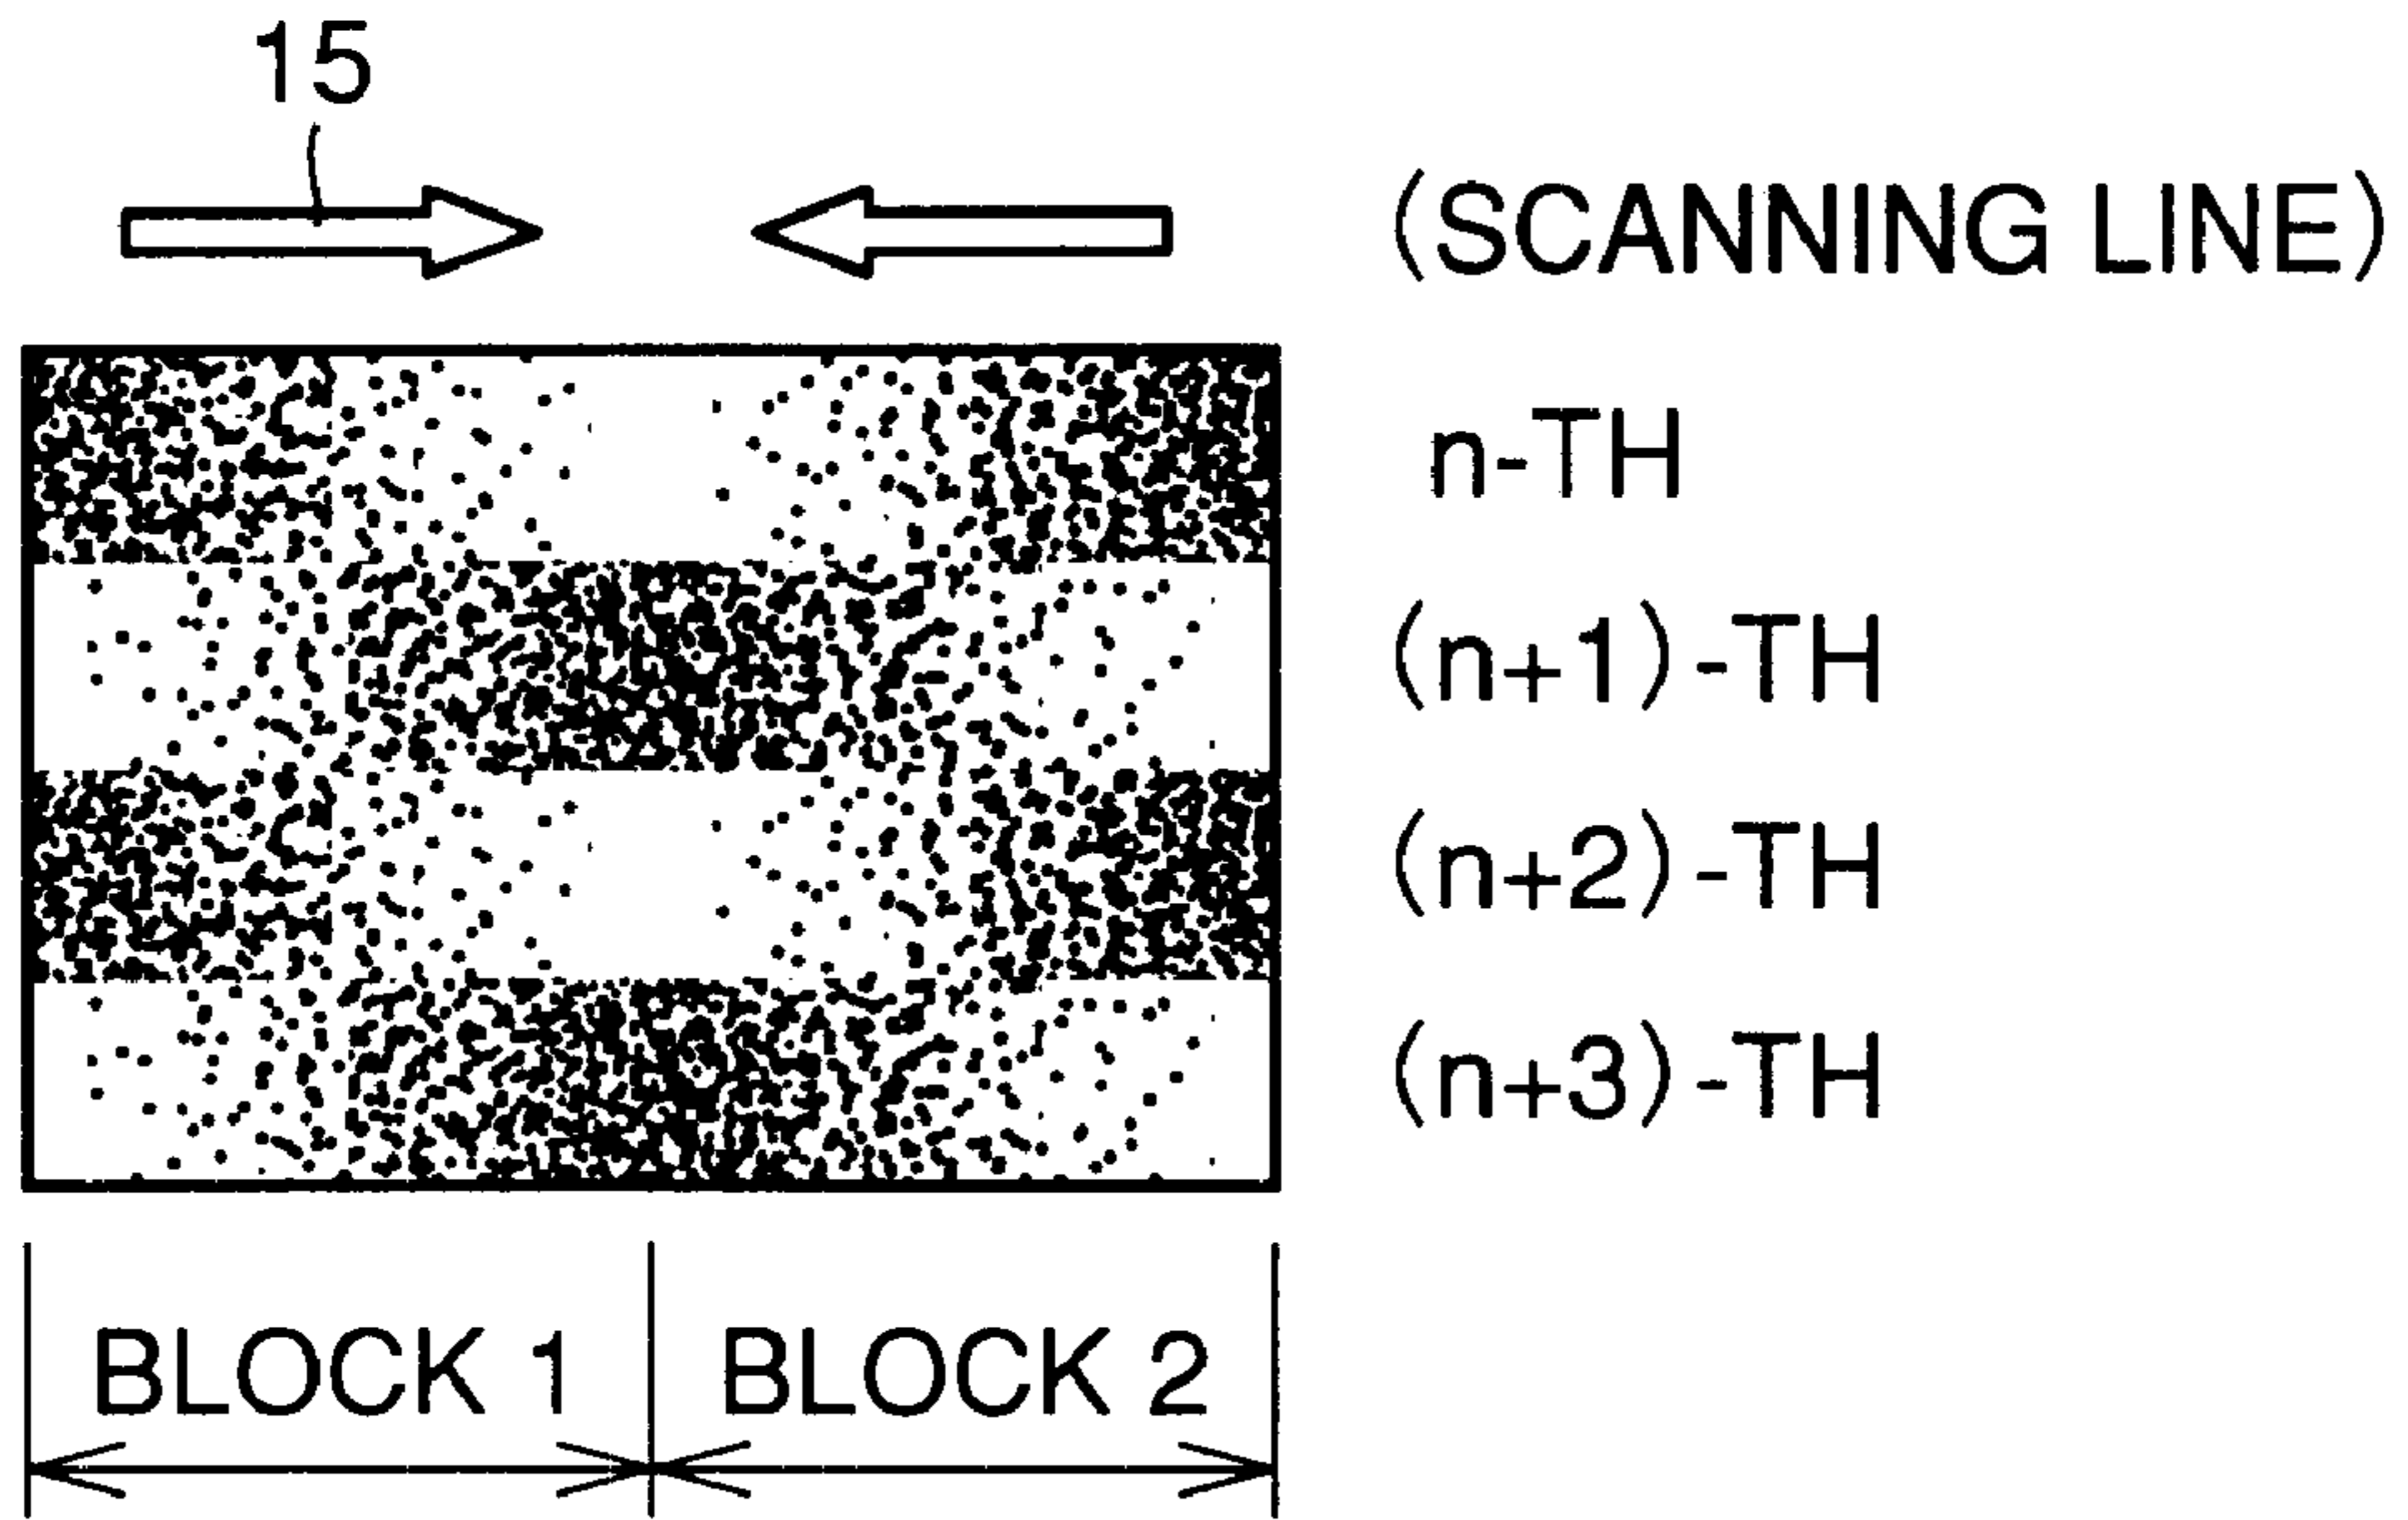 15
(SCANNING LINE)
n-TH
(n+1)-TH
(n+2)-TH
(n+3)-TH
BLOCK 1 BLOCK 2